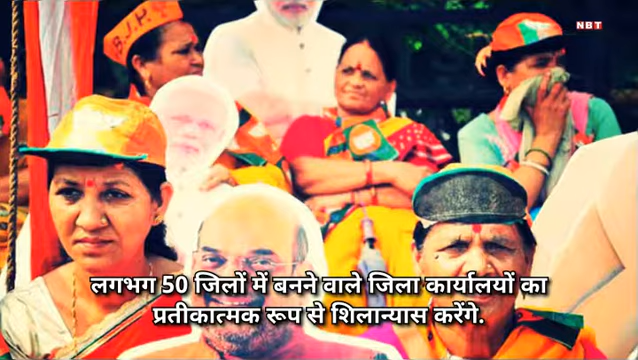 NBT
B.J.P
लगभग 50 जिलों में बनने वाले जिला कार्यालयों का
प्रतीकात्मक रूप से शिलान्यास करेंगे.